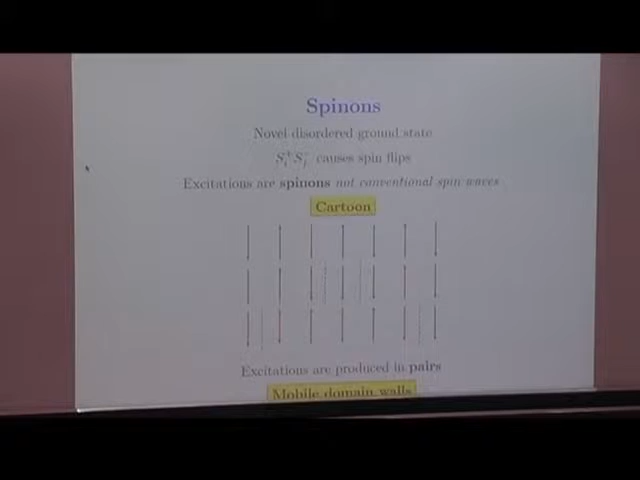 Spinons
Novel disordered ground state
S_i^+ S_j^- causes spin flips
Excitations are spinons not conventional spin waves
Cartoon
Excitations are produced in pairs
Mobile domain walls